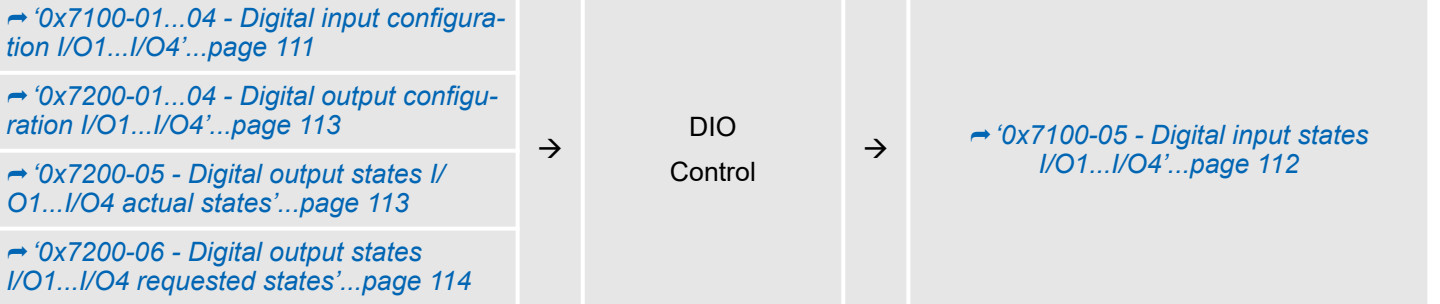 ➡ ‘0x7100-01...04 - Digital input configura-
tion I/O1...I/O4’...page 111
➡ ‘0x7200-01...04 - Digital output configu-
ration I/O1...I/O4’...page 113
➡ ‘0x7200-05 - Digital output states I/
O1...I/O4 actual states’...page 113
➡ ‘0x7200-06 - Digital output states
I/O1...I/O4 requested states’...page 114
→
DIO
Control
→
➡ ‘0x7100-05 - Digital input states
I/O1...I/O4’...page 112